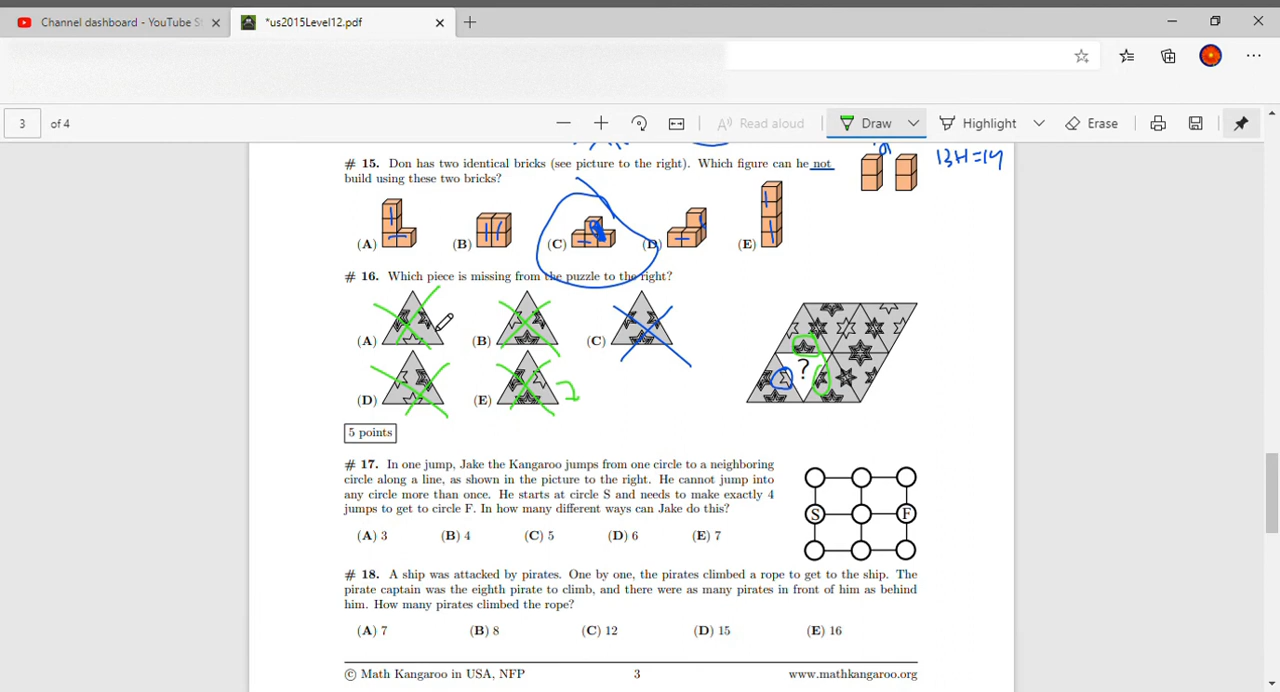 Channel dashboard - YouTube S
*us2015Level12.pdf
3 of 4
Read aloud
Draw
Highlight
Erase
# 15. Don has two identical bricks (see picture to the right). Which figure can he not
build using these two bricks?
13H=14
(A) (B) (C) (D) (E)
# 16. Which piece is missing from the puzzle to the right?
(A) (B) (C)
?
(D) (E)
5 points
# 17. In one jump, Jake the Kangaroo jumps from one circle to a neighboring
circle along a line, as shown in the picture to the right. He cannot jump into
any circle more than once. He starts at circle S and needs to make exactly 4
jumps to get to circle F. In how many different ways can Jake do this?
S F
(A) 3 (B) 4 (C) 5 (D) 6 (E) 7
# 18. A ship was attacked by pirates. One by one, the pirates climbed a rope to get to the ship. The
pirate captain was the eighth pirate to climb, and there were as many pirates in front of him as behind
him. How many pirates climbed the rope?
(A) 7 (B) 8 (C) 12 (D) 15 (E) 16
© Math Kangaroo in USA, NFP 3 www.mathkangaroo.org